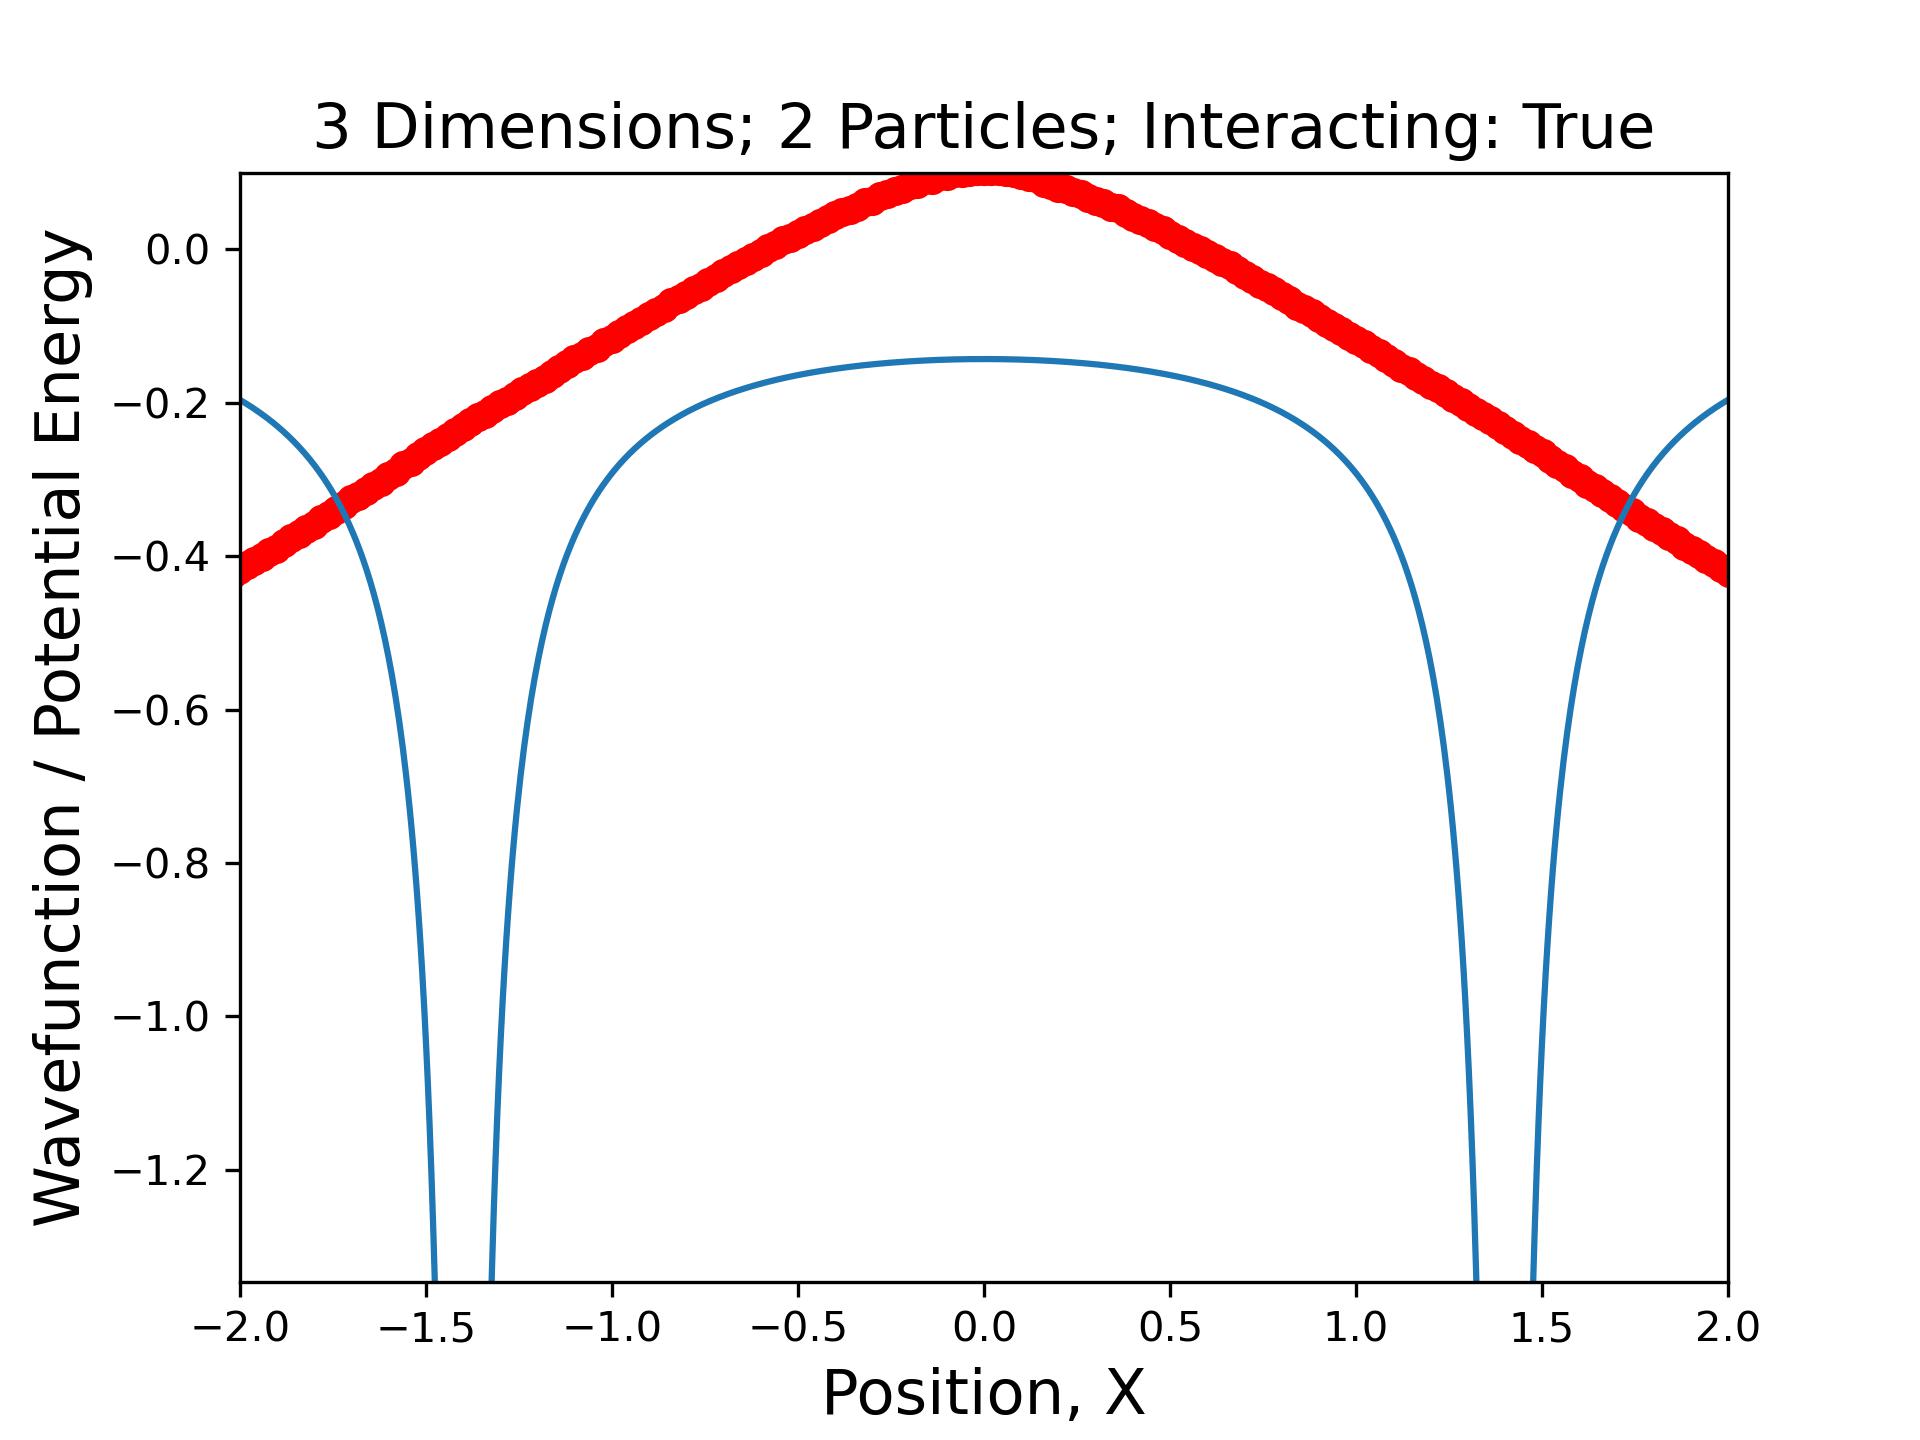 3 Dimensions; 2 Particles; Interacting: True
Wavefunction / Potential Energy
0.0
−0.2
−0.4
−0.6
−0.8
−1.0
−1.2
−2.0 −1.5 −1.0 −0.5 0.0 0.5 1.0 1.5 2.0
Position, X